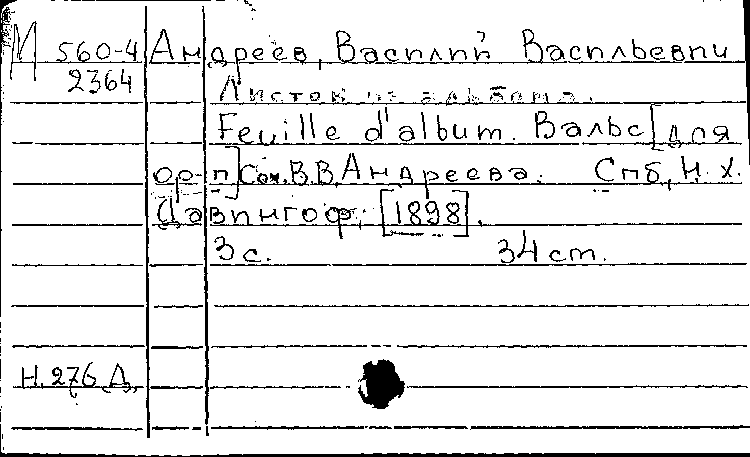 М 560-4 Андреев, Василий Васильевич
2364 Листок из альбома.
Feuille d'album. Вальс [для
ор-п] Соч. В.В. Андреева. Спб, Н. Х.
Давингоф, [1898].
3 с. 34 cm.
Н. 276 Д.